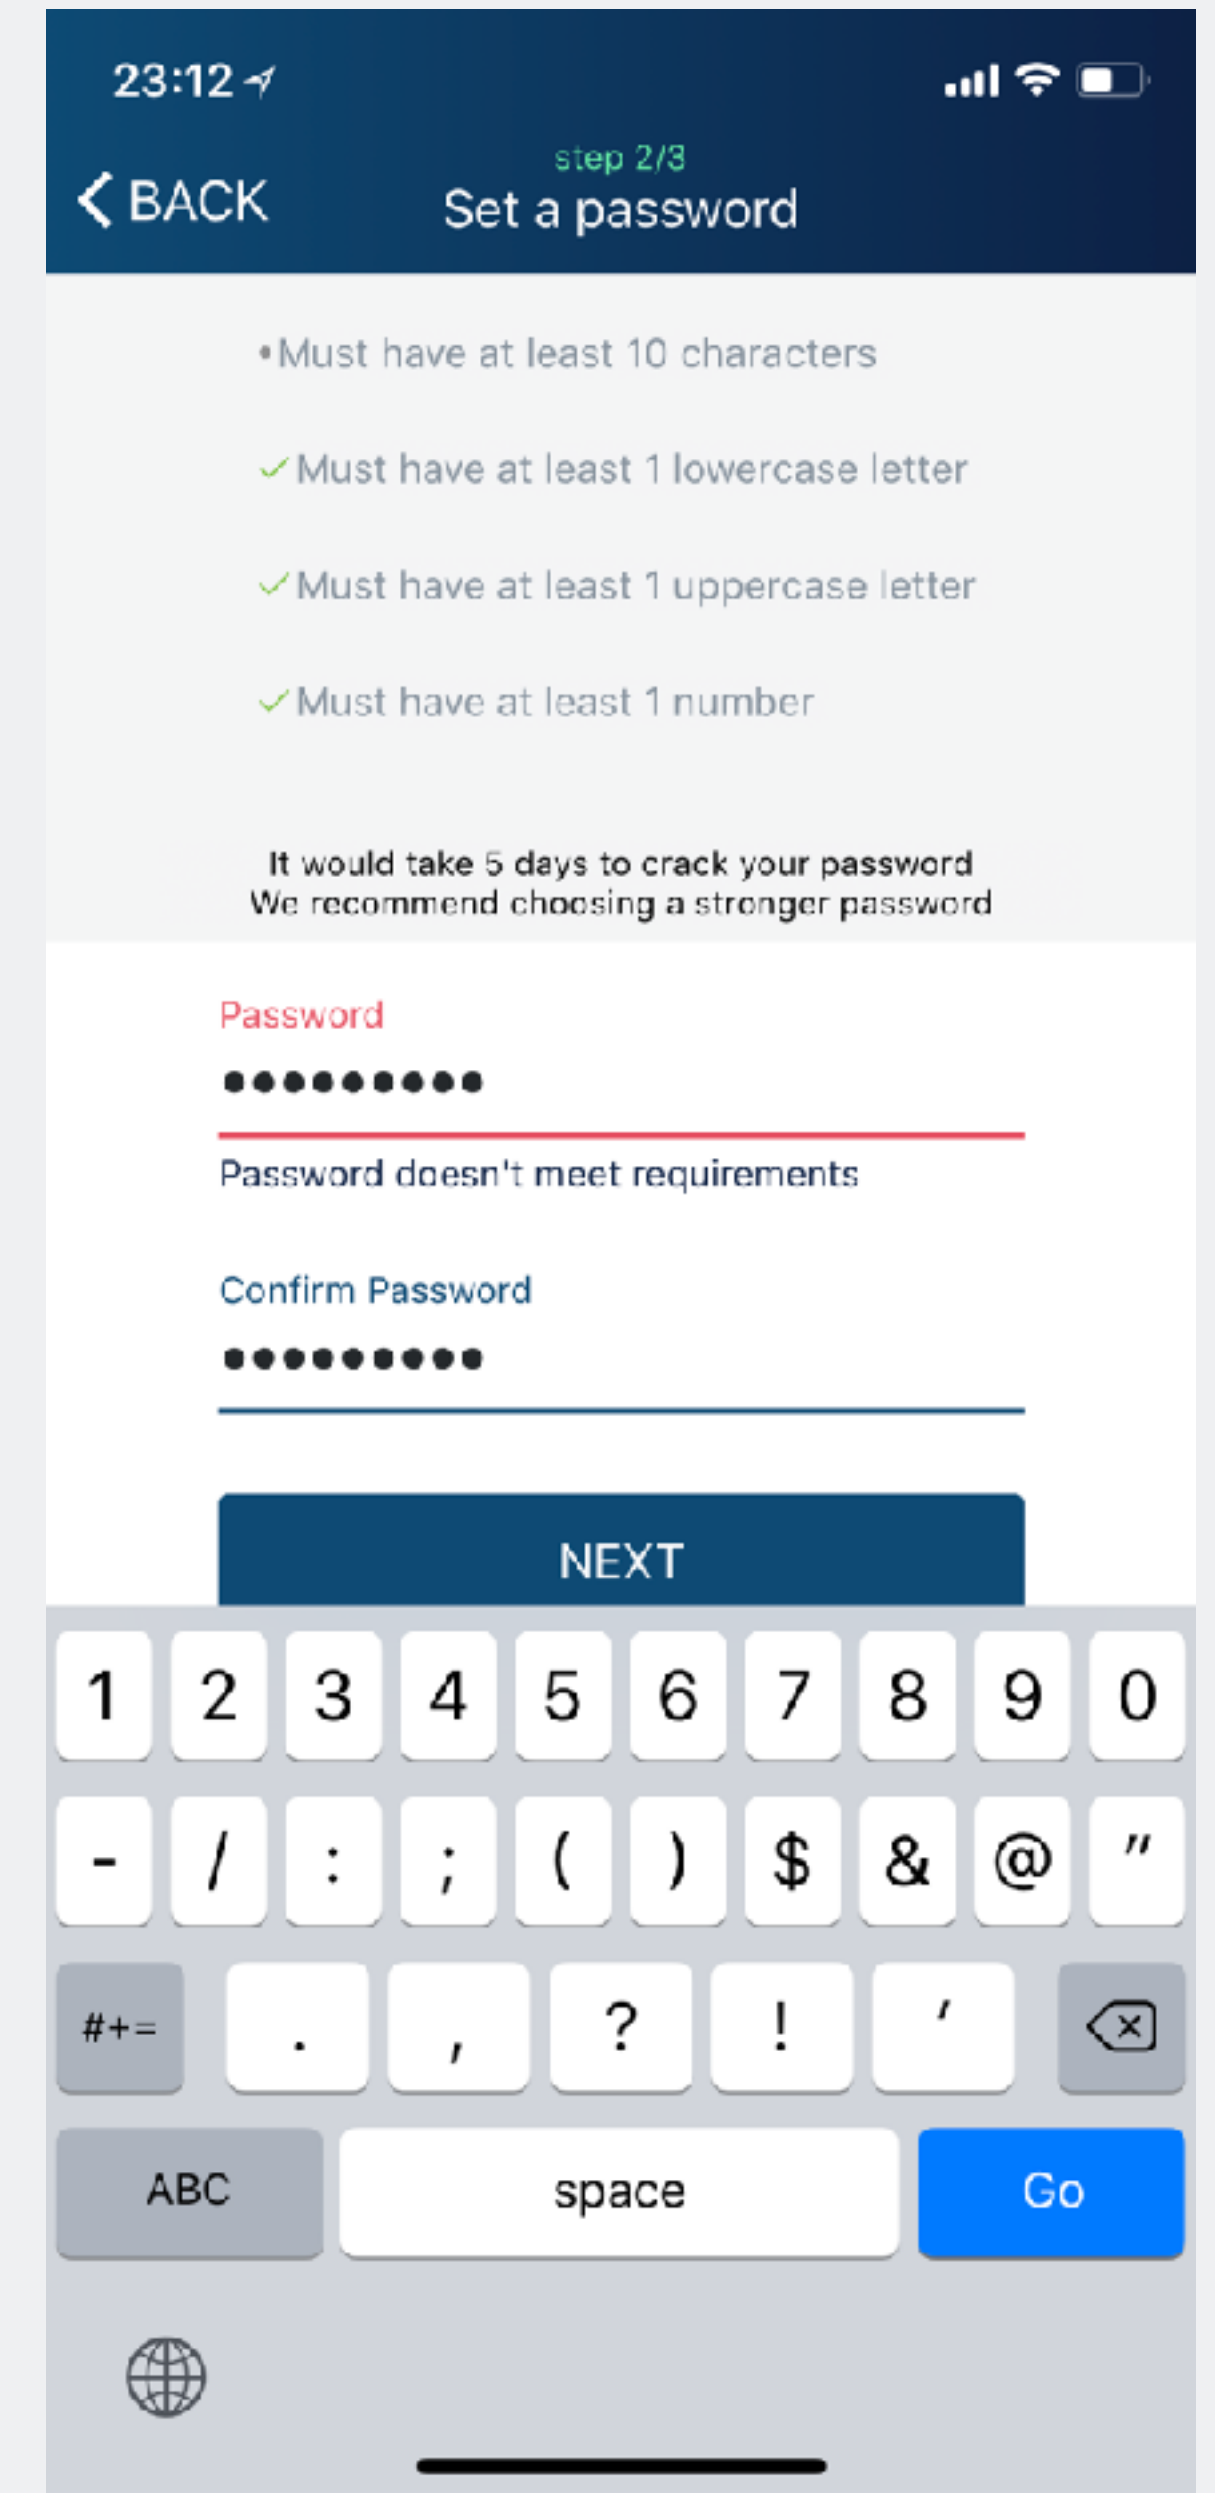 23:12
step 2/3
BACK
Set a password
•Must have at least 10 characters
✓Must have at least 1 lowercase letter
✓Must have at least 1 uppercase letter
✓Must have at least 1 number
It would take 5 days to crack your password
We recommend choosing a stronger password
Password
•••••••••
Password doesn't meet requirements
Confirm Password
•••••••••
NEXT
1 2 3 4 5 6 7 8 9 0
- / : ; ( ) $ & @ "
#+= . , ? ! '
ABC space Go